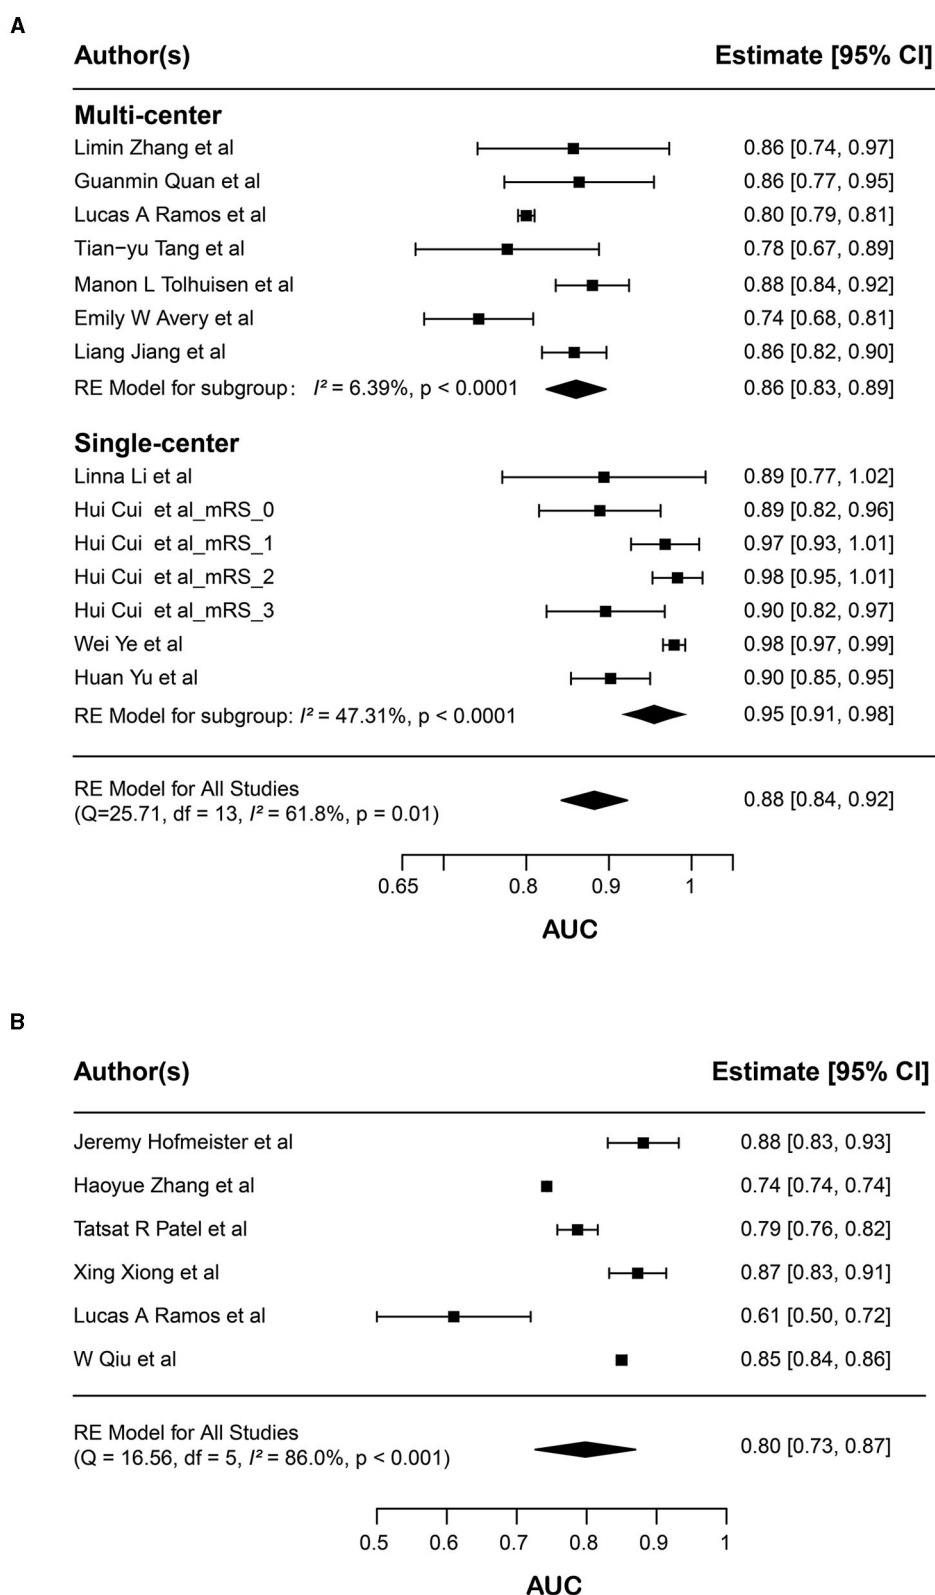 A
Author(s) Estimate [95% CI]
Multi-center
Limin Zhang et al 0.86 [0.74, 0.97]
Guanmin Quan et al 0.86 [0.77, 0.95]
Lucas A Ramos et al 0.80 [0.79, 0.81]
Tian−yu Tang et al 0.78 [0.67, 0.89]
Manon L Tolhuisen et al 0.88 [0.84, 0.92]
Emily W Avery et al 0.74 [0.68, 0.81]
Liang Jiang et al 0.86 [0.82, 0.90]
RE Model for subgroup: I² = 6.39%, p < 0.0001 0.86 [0.83, 0.89]
Single-center
Linna Li et al 0.89 [0.77, 1.02]
Hui Cui et al_mRS_0 0.89 [0.82, 0.96]
Hui Cui et al_mRS_1 0.97 [0.93, 1.01]
Hui Cui et al_mRS_2 0.98 [0.95, 1.01]
Hui Cui et al_mRS_3 0.90 [0.82, 0.97]
Wei Ye et al 0.98 [0.97, 0.99]
Huan Yu et al 0.90 [0.85, 0.95]
RE Model for subgroup: I² = 47.31%, p < 0.0001 0.95 [0.91, 0.98]
RE Model for All Studies
(Q=25.71, df = 13, I² = 61.8%, p = 0.01) 0.88 [0.84, 0.92]
0.65 0.8 0.9 1
AUC
B
Author(s) Estimate [95% CI]
Jeremy Hofmeister et al 0.88 [0.83, 0.93]
Haoyue Zhang et al 0.74 [0.74, 0.74]
Tatsat R Patel et al 0.79 [0.76, 0.82]
Xing Xiong et al 0.87 [0.83, 0.91]
Lucas A Ramos et al 0.61 [0.50, 0.72]
W Qiu et al 0.85 [0.84, 0.86]
RE Model for All Studies
(Q = 16.56, df = 5, I² = 86.0%, p < 0.001) 0.80 [0.73, 0.87]
0.5 0.6 0.7 0.8 0.9 1
AUC